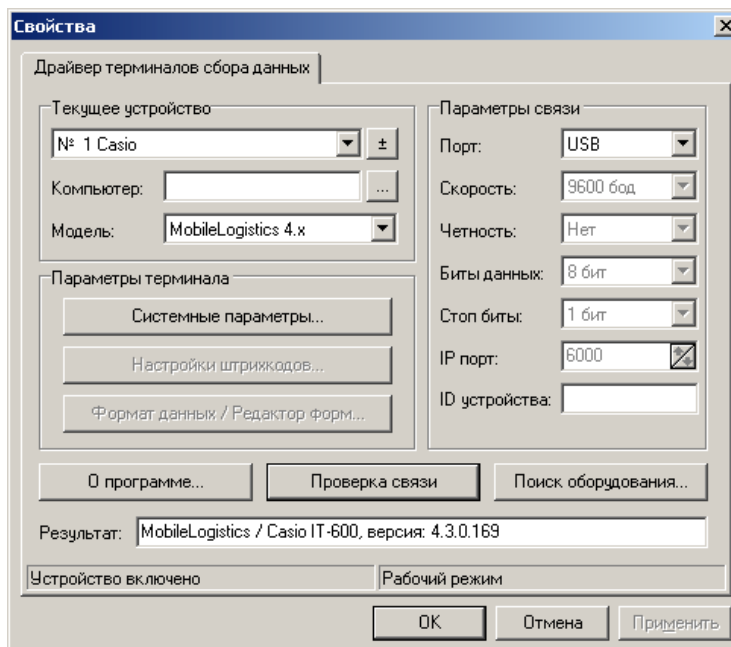 Свойства
Драйвер терминалов сбора данных
Текущее устройство
№ 1 Casio
±
Компьютер:
...
Модель:
MobileLogistics 4.x
Параметры терминала
Системные параметры...
Настройки штрихкодов...
Формат данных / Редактор форм...
Параметры связи
Порт:
USB
Скорость:
9600 бод
Четность:
Нет
Биты данных:
8 бит
Стоп биты:
1 бит
IP порт:
6000
ID устройства:
О программе...
Проверка связи
Поиск оборудования...
Результат:
MobileLogistics / Casio IT-600, версия: 4.3.0.169
Устройство включено
Рабочий режим
OK
Отмена
Применить